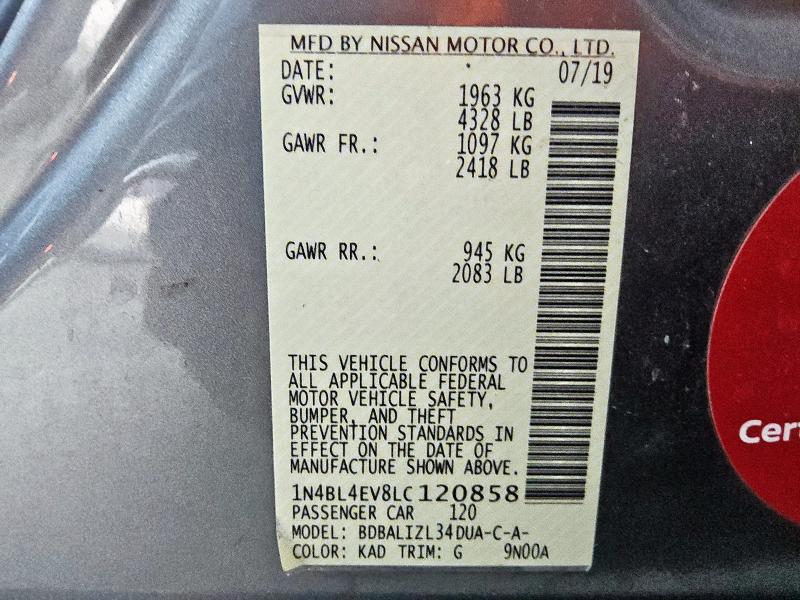 MFD BY NISSAN MOTOR CO., LTD.
DATE: 07/19
GVWR: 1963 KG
4328 LB
GAWR FR.: 1097 KG
2418 LB
GAWR RR.: 945 KG
2083 LB
THIS VEHICLE CONFORMS TO
ALL APPLICABLE FEDERAL
MOTOR VEHICLE SAFETY,
BUMPER, AND THEFT
PREVENTION STANDARDS IN
EFFECT ON THE DATE OF
MANUFACTURE SHOWN ABOVE.
1N4BL4EV8LC120858
PASSENGER CAR 120
MODEL: BDBALIZL34DUA-C-A-
COLOR: KAD TRIM: G 9N00A
Cert